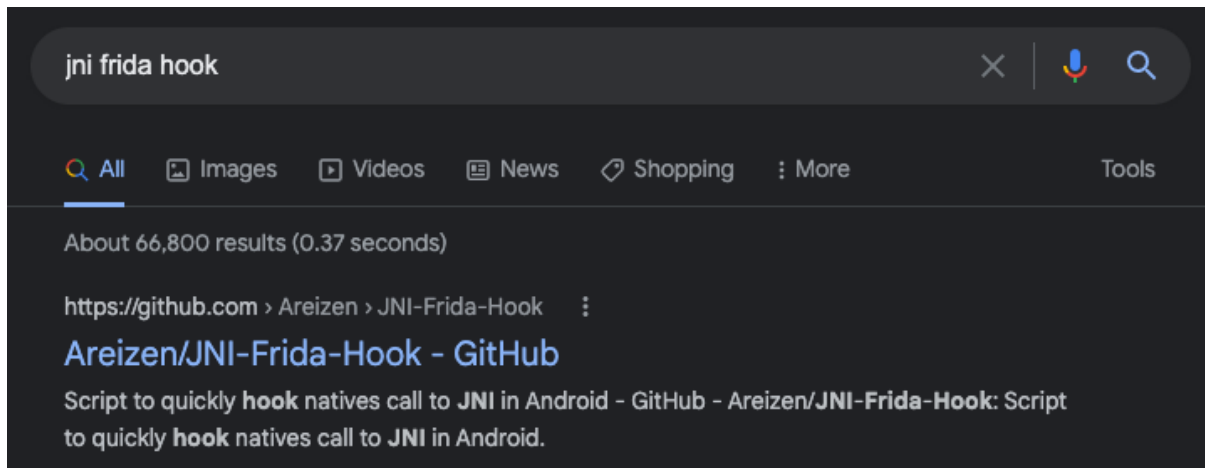 jni frida hook
All Images Videos News Shopping More Tools
About 66,800 results (0.37 seconds)
https://github.com › Areizen › JNI-Frida-Hook
Areizen/JNI-Frida-Hook - GitHub
Script to quickly hook natives call to JNI in Android - GitHub - Areizen/JNI-Frida-Hook: Script
to quickly hook natives call to JNI in Android.